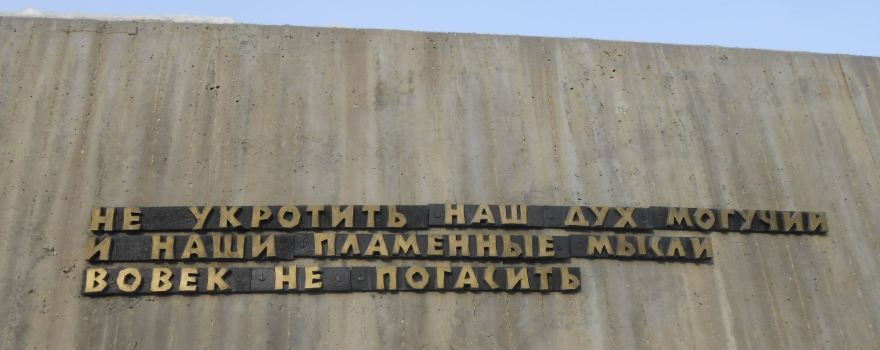 НЕ УКРОТИТЬ НАШ ДУХ МОГУЧИЙ
И НАШИ ПЛАМЕННЫЕ МЫСЛИ
ВОВЕК НЕ ПОГАСИТЬ